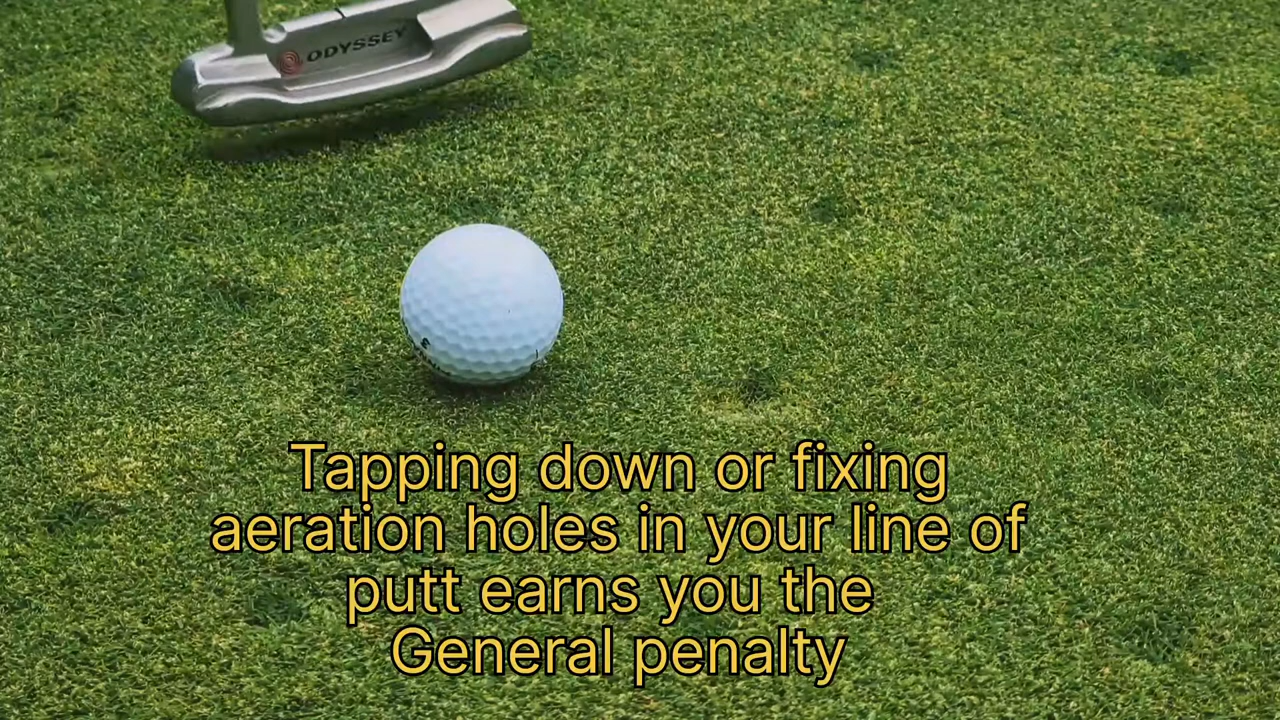 ODYSSEY
Tapping down or fixing
aeration holes in your line of
putt earns you the
General penalty